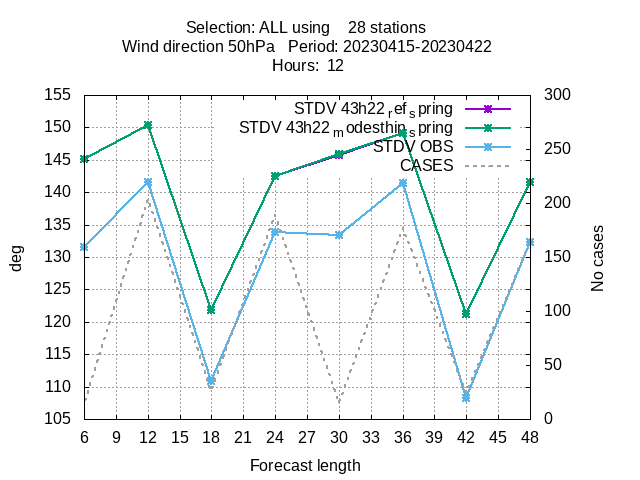 Selection: ALL using    28 stations
Wind direction 50hPa   Period: 20230415-20230422
Hours:  12
155
150
145
140
135
130
125
120
115
110
105
300
250
200
150
100
50
0
STDV 43h22 ref s pring
STDV 43h22 modesthin s pring
STDV OBS
CASES
deg
No cases
6 9 12 15 18 21 24 27 30 33 36 39 42 45 48
Forecast length